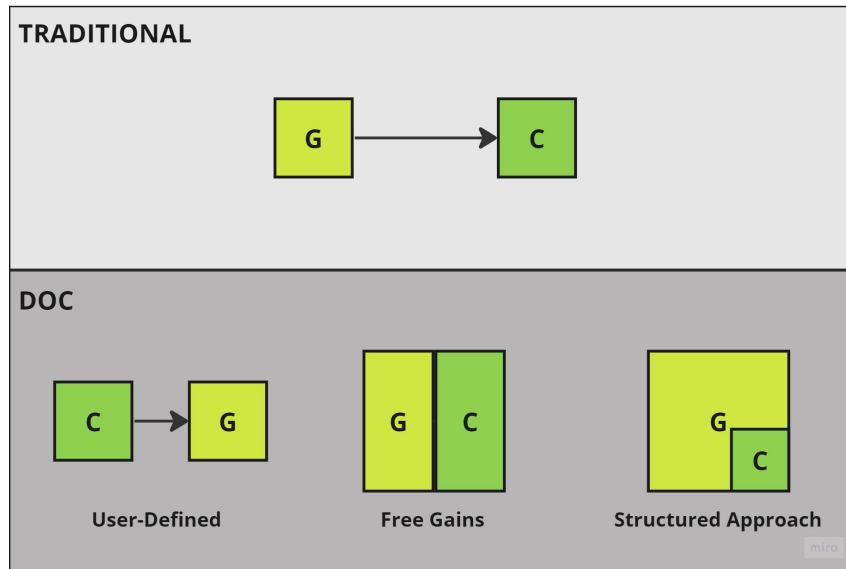 TRADITIONAL
G
C
DOC
C
G
G
C
G
C
User-Defined
Free Gains
Structured Approach
miro